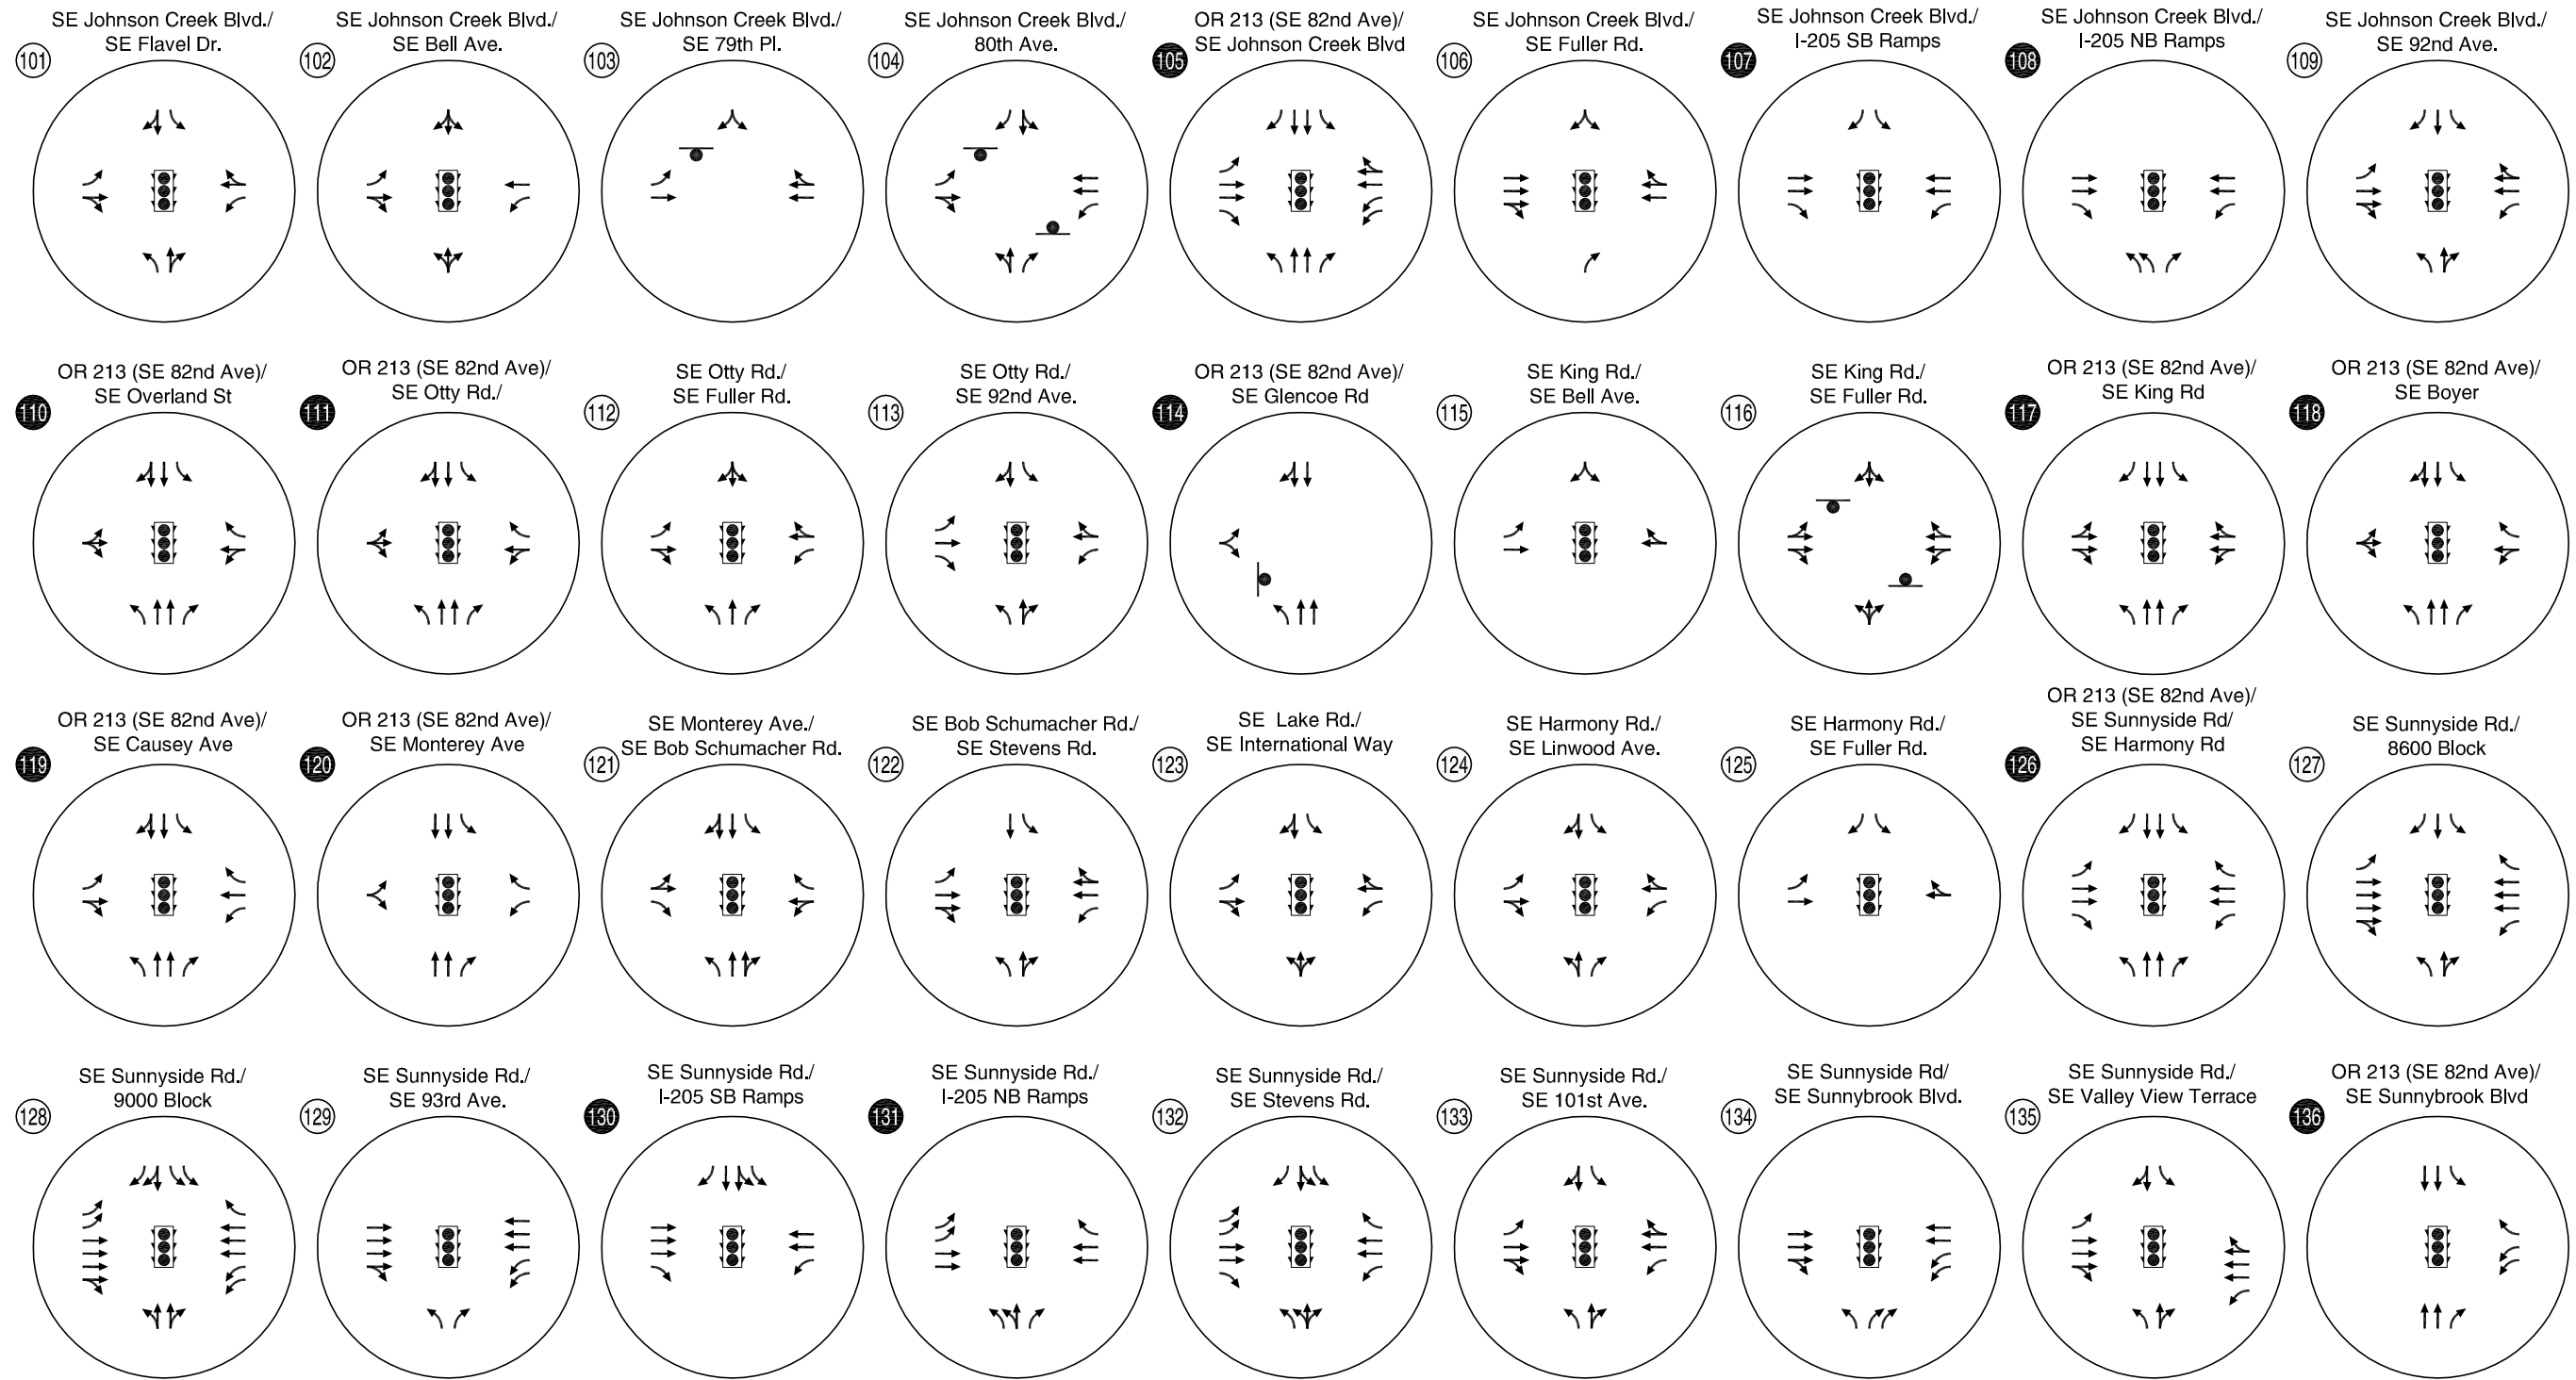 SE Johnson Creek Blvd./
SE Flavel Dr.
101
SE Johnson Creek Blvd./
SE Bell Ave.
102
SE Johnson Creek Blvd./
SE 79th Pl.
103
SE Johnson Creek Blvd./
80th Ave.
104
OR 213 (SE 82nd Ave)/
SE Johnson Creek Blvd
105
SE Johnson Creek Blvd./
SE Fuller Rd.
106
SE Johnson Creek Blvd./
I-205 SB Ramps
107
SE Johnson Creek Blvd./
I-205 NB Ramps
108
SE Johnson Creek Blvd./
SE 92nd Ave.
109
OR 213 (SE 82nd Ave)/
SE Overland St
110
OR 213 (SE 82nd Ave)/
SE Otty Rd./
111
SE Otty Rd./
SE Fuller Rd.
112
SE Otty Rd./
SE 92nd Ave.
113
OR 213 (SE 82nd Ave)/
SE Glencoe Rd
114
SE King Rd./
SE Bell Ave.
115
SE King Rd./
SE Fuller Rd.
116
OR 213 (SE 82nd Ave)/
SE King Rd
117
OR 213 (SE 82nd Ave)/
SE Boyer
118
OR 213 (SE 82nd Ave)/
SE Causey Ave
119
OR 213 (SE 82nd Ave)/
SE Monterey Ave
120
SE Monterey Ave./
SE Bob Schumacher Rd.
121
SE Bob Schumacher Rd./
SE Stevens Rd.
122
SE Lake Rd./
SE International Way
123
SE Harmony Rd./
SE Linwood Ave.
124
SE Harmony Rd./
SE Fuller Rd.
125
OR 213 (SE 82nd Ave)/
SE Sunnyside Rd/
SE Harmony Rd
126
SE Sunnyside Rd./
8600 Block
127
SE Sunnyside Rd./
9000 Block
128
SE Sunnyside Rd./
SE 93rd Ave.
129
SE Sunnyside Rd./
I-205 SB Ramps
130
SE Sunnyside Rd./
I-205 NB Ramps
131
SE Sunnyside Rd./
SE Stevens Rd.
132
SE Sunnyside Rd./
SE 101st Ave.
133
SE Sunnyside Rd/
SE Sunnybrook Blvd.
134
SE Sunnyside Rd./
SE Valley View Terrace
135
OR 213 (SE 82nd Ave)/
SE Sunnybrook Blvd
136